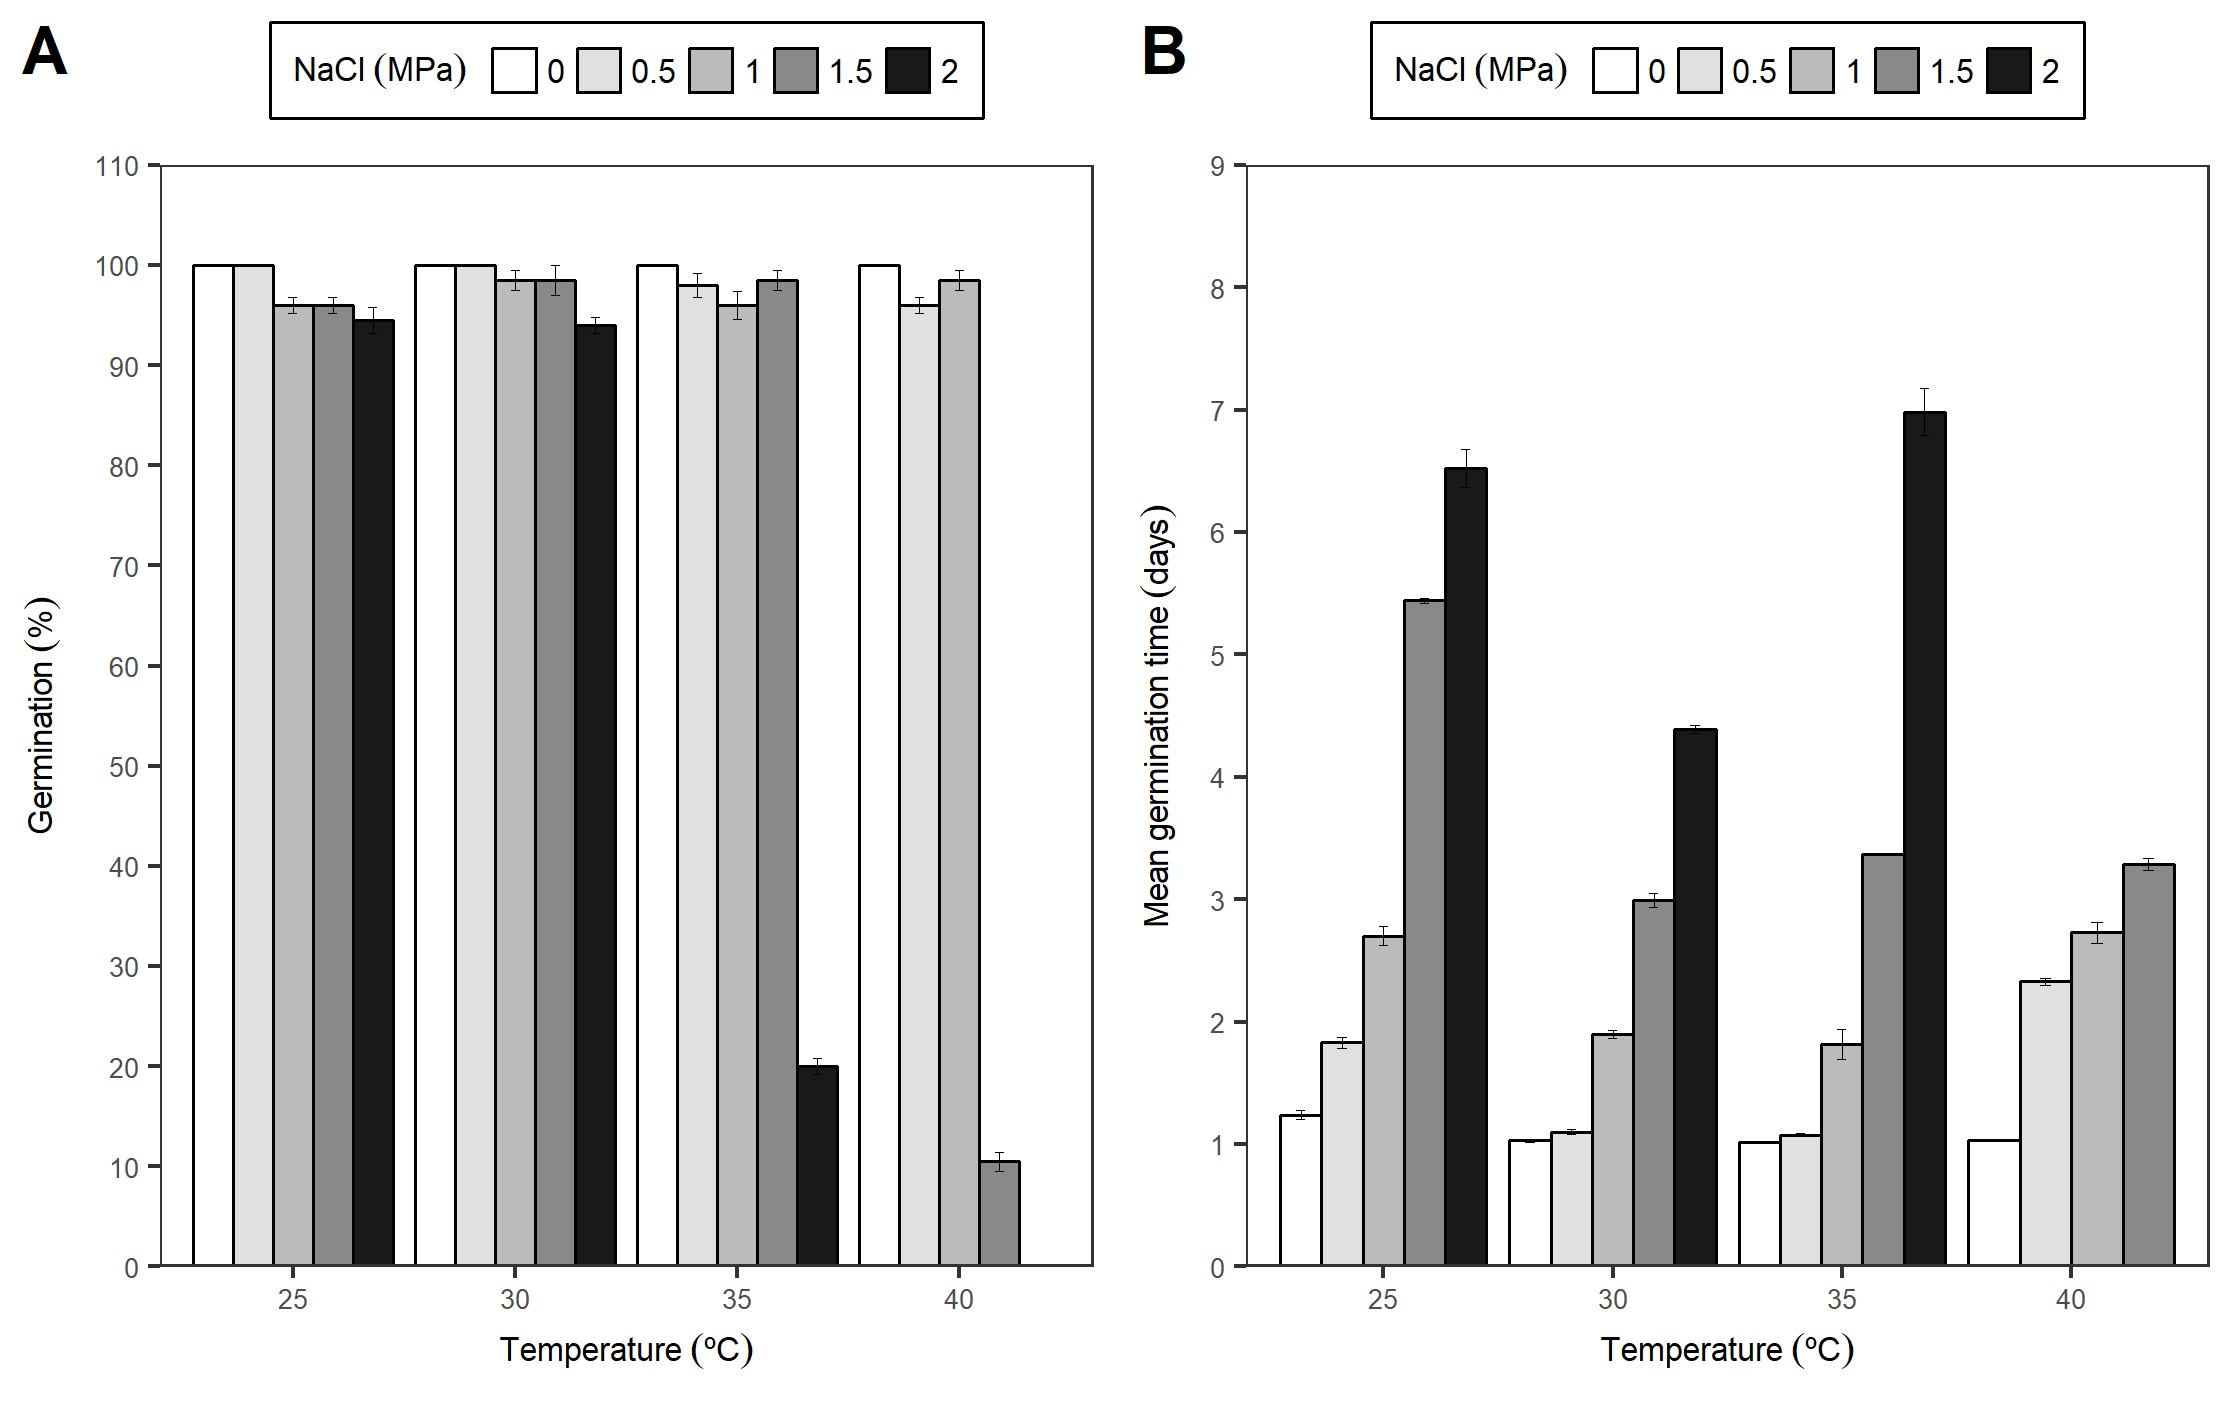 A
NaCl (MPa) 0 0.5 1 1.5 2
110
100
90
80
70
60
50
40
30
20
10
0
Germination (%)
25 30 35 40
Temperature (ºC)
B
NaCl (MPa) 0 0.5 1 1.5 2
9
8
7
6
5
4
3
2
1
0
Mean germination time (days)
25 30 35 40
Temperature (ºC)